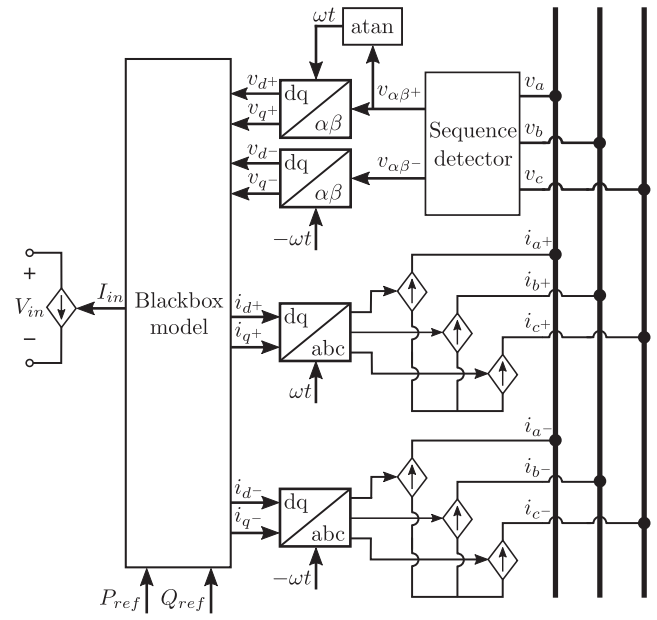 ωt
atan
v_{d^+}
v_{q^+}
dq
αβ
v_{αβ^+}
Sequence
detector
v_a
v_b
v_c
v_{d^-}
v_{q^-}
dq
αβ
v_{αβ^-}
-ωt
+
V_{in}
−
I_{in}
Blackbox
model
i_{d^+}
i_{q^+}
dq
abc
ωt
i_{a^+}
i_{b^+}
i_{c^+}
i_{d^-}
i_{q^-}
dq
abc
-ωt
i_{a^-}
i_{b^-}
i_{c^-}
P_{ref}
Q_{ref}